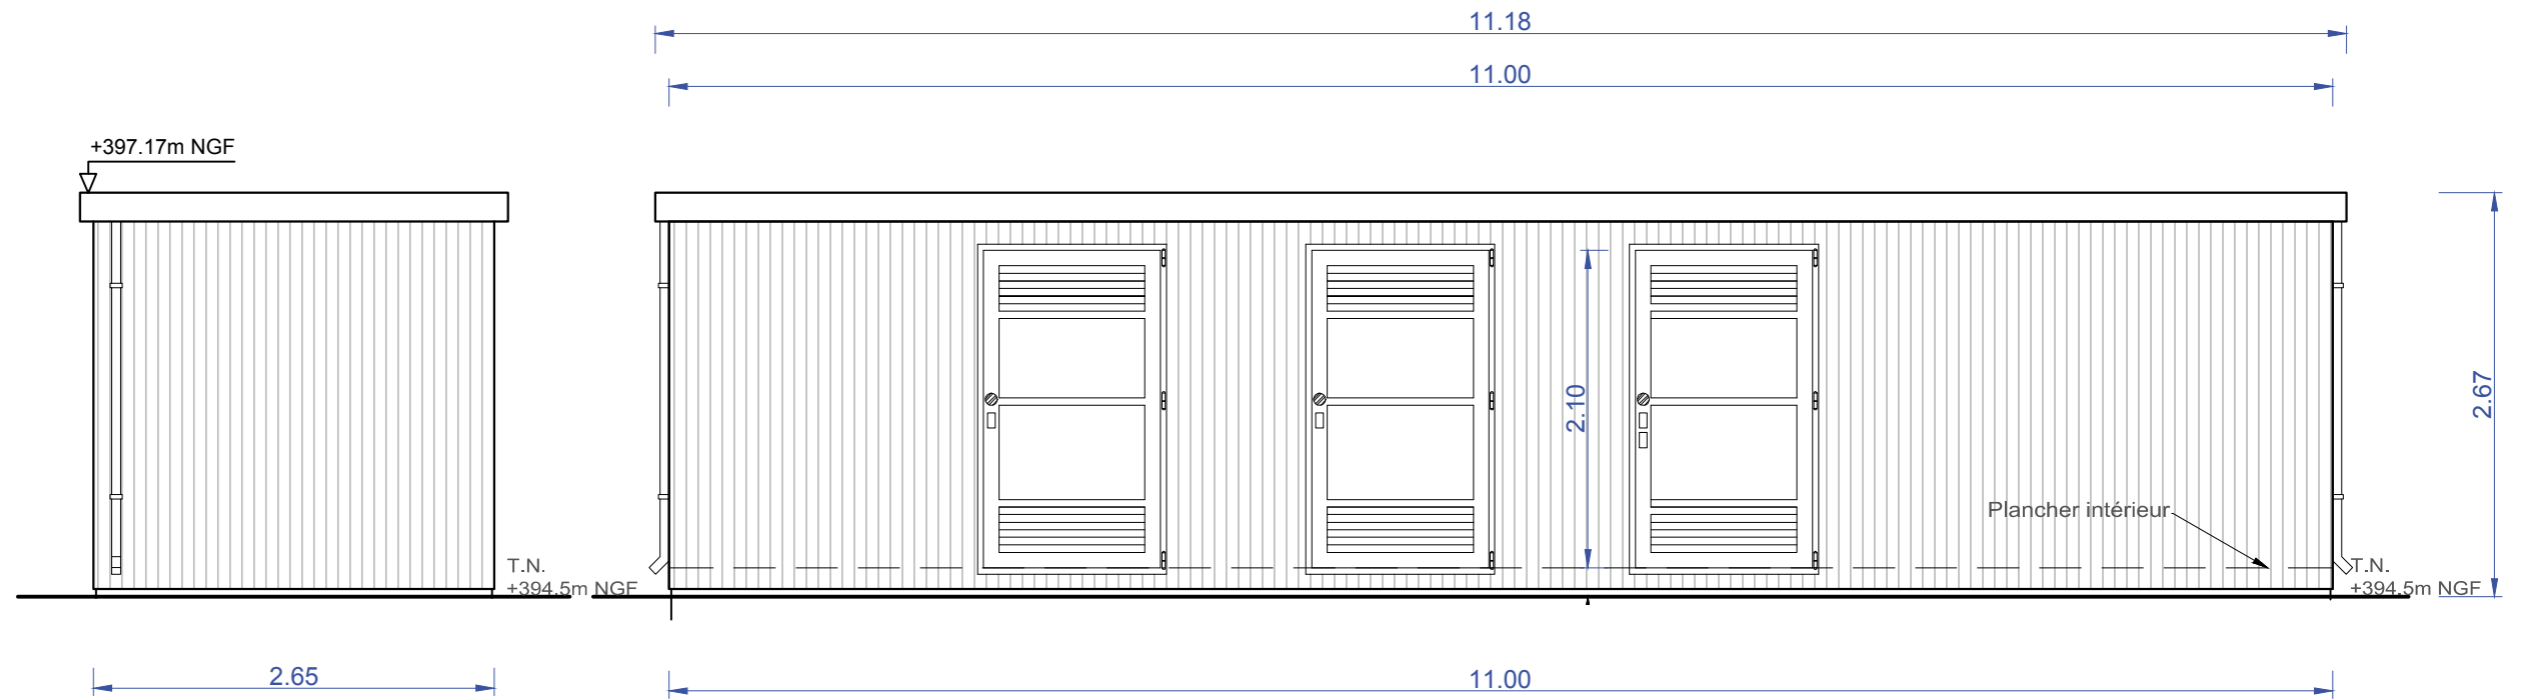 11.18
11.00
+397.17m NGF
2.10
2.67
Plancher intérieur
T.N.
+394.5m NGF
T.N.
+394.5m NGF
2.65
11.00